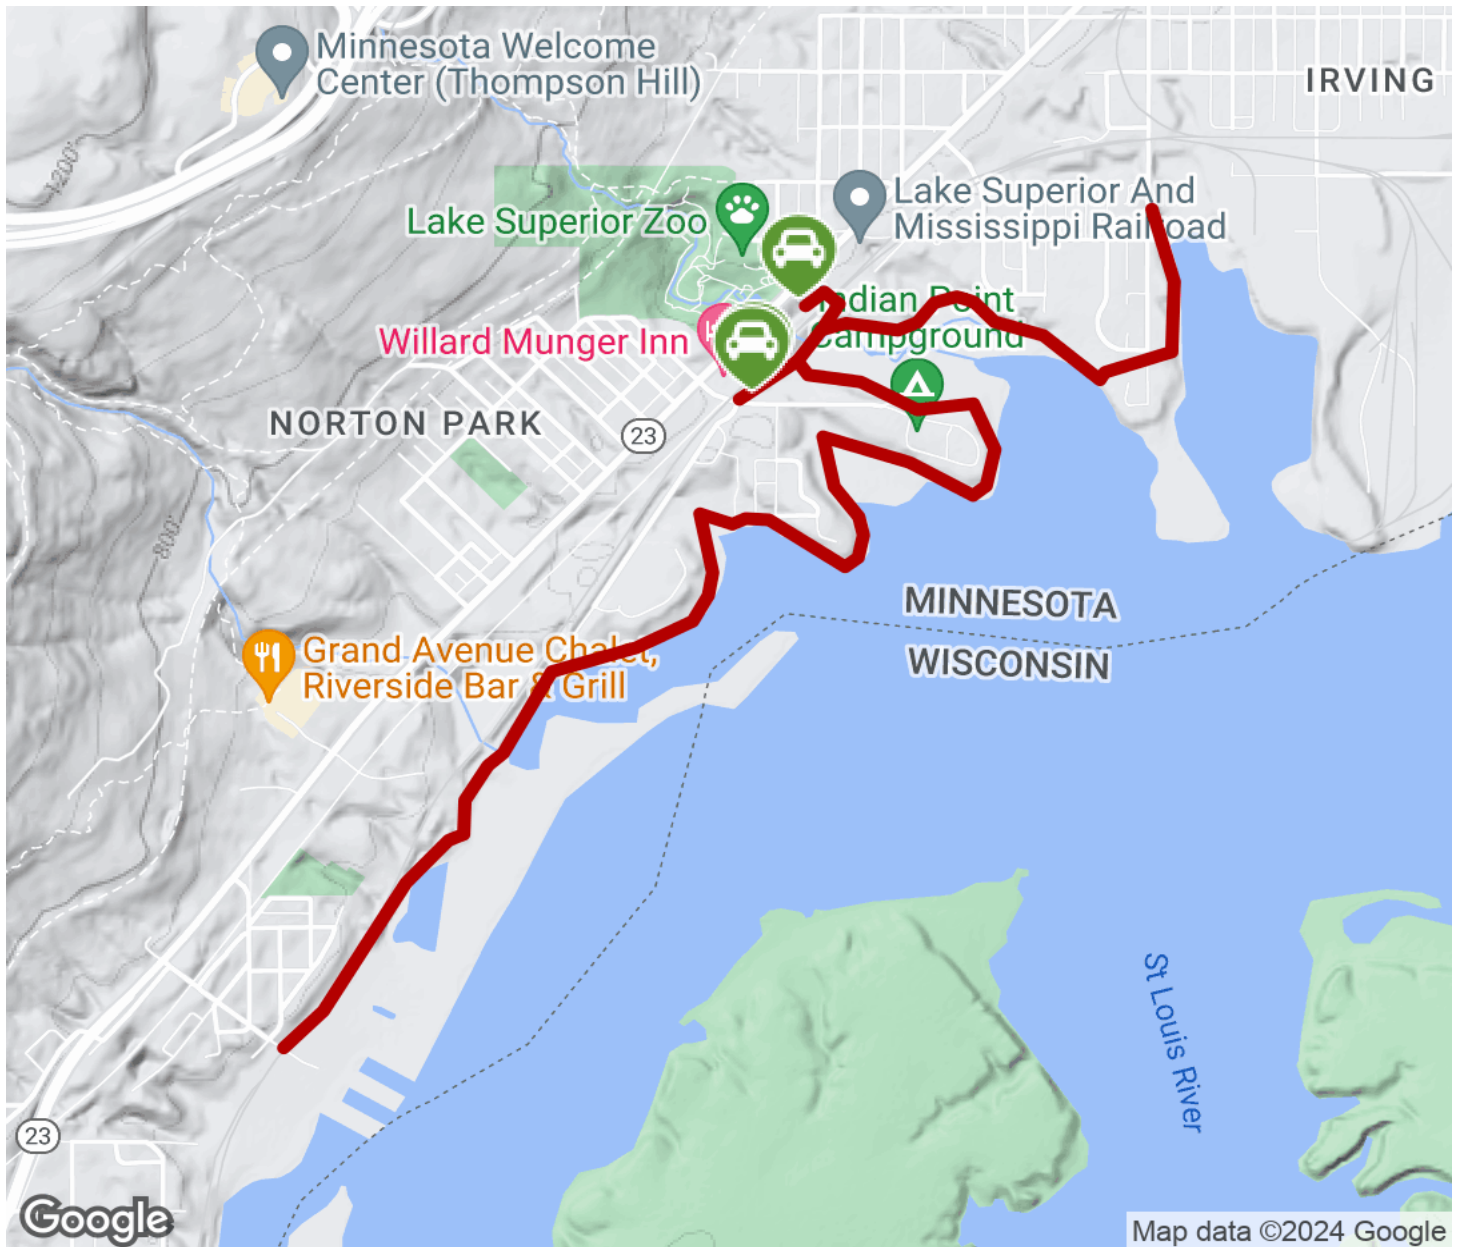 Minnesota Welcome
Center (Thompson Hill)
IRVING
1200'
Lake Superior And
Mississippi Railroad
Lake Superior Zoo
Indian Point
Campground
Willard Munger Inn
NORTON PARK
23
800'
MINNESOTA
WISCONSIN
Grand Avenue Chalet,
Riverside Bar & Grill
St Louis River
23
Google
Map data ©2024 Google